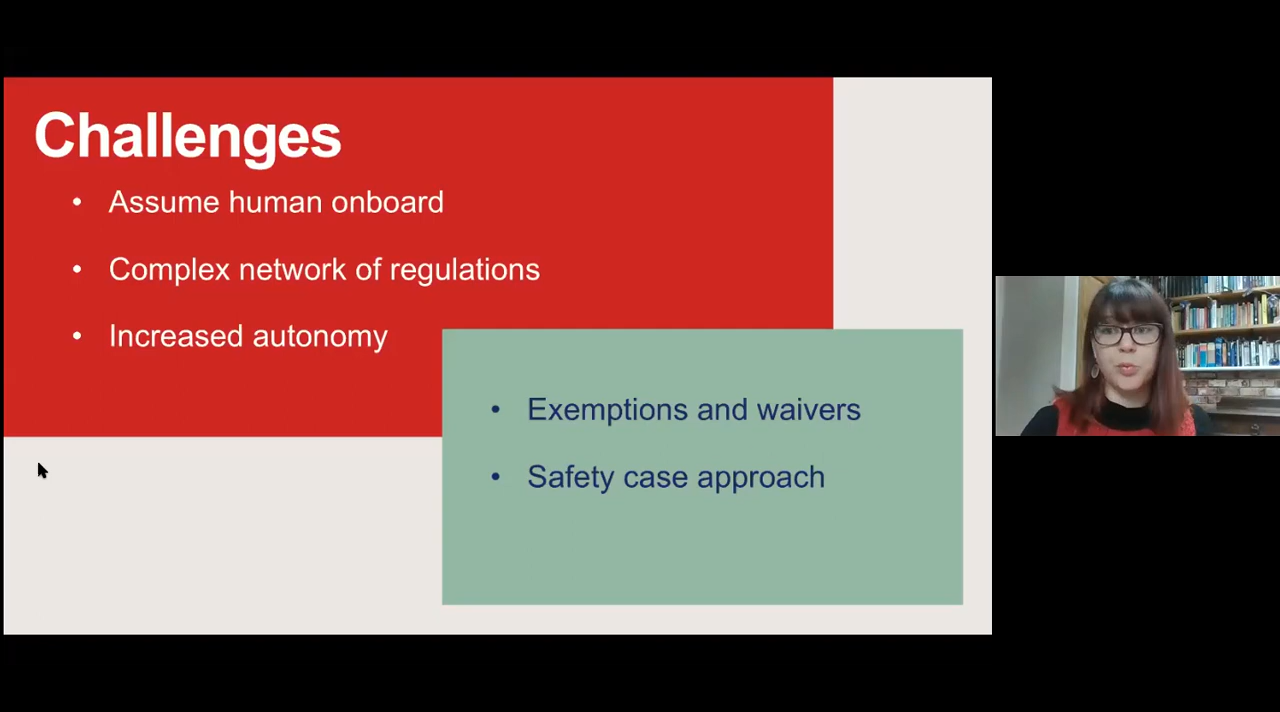 Challenges
• Assume human onboard
• Complex network of regulations
• Increased autonomy
• Exemptions and waivers
• Safety case approach